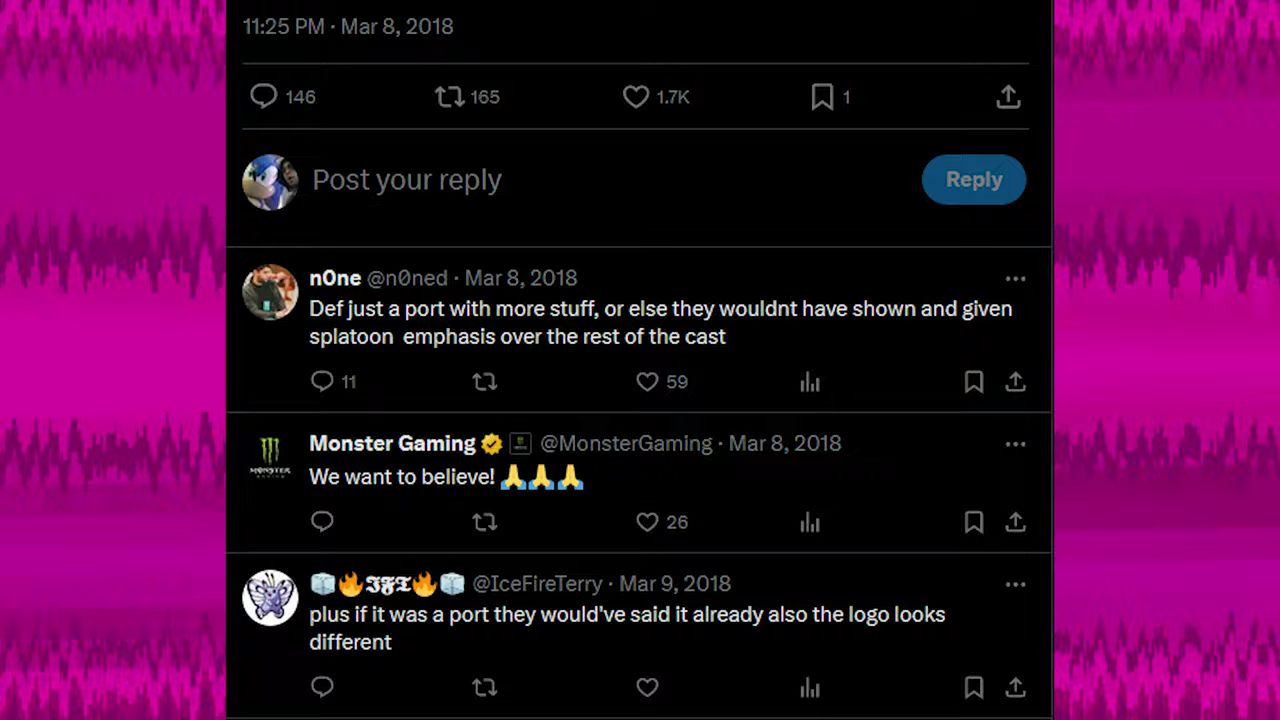 11:25 PM · Mar 8, 2018
146 165 1.7K 1
Post your reply Reply
n0ne @n0ned · Mar 8, 2018
Def just a port with more stuff, or else they wouldnt have shown and given
splatoon emphasis over the rest of the cast
11 59
Monster Gaming @MonsterGaming · Mar 8, 2018
We want to believe! 🙏🙏🙏
26
🧊🔥𝕴𝕱𝕿🔥🧊 @IceFireTerry · Mar 9, 2018
plus if it was a port they would've said it already also the logo looks
different